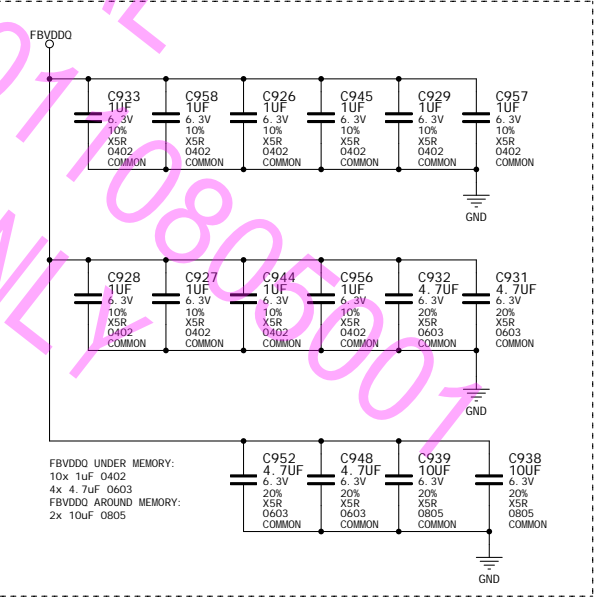 FBVDDQ
C933
1UF
6.3V
10%
X5R
0402
COMMON
C958
1UF
6.3V
10%
X5R
0402
COMMON
C926
1UF
6.3V
10%
X5R
0402
COMMON
C945
1UF
6.3V
10%
X5R
0402
COMMON
C929
1UF
6.3V
10%
X5R
0402
COMMON
C957
1UF
6.3V
10%
X5R
0402
COMMON
GND
C928
1UF
6.3V
10%
X5R
0402
COMMON
C927
1UF
6.3V
10%
X5R
0402
COMMON
C944
1UF
6.3V
10%
X5R
0402
COMMON
C956
1UF
6.3V
10%
X5R
0402
COMMON
C932
4.7UF
6.3V
20%
X5R
0603
COMMON
C931
4.7UF
6.3V
20%
X5R
0603
COMMON
GND
FBVDDQ UNDER MEMORY:
10x 1uF 0402
4x 4.7uF 0603
FBVDDQ AROUND MEMORY:
2x 10uF 0805
C952
4.7UF
6.3V
20%
X5R
0603
COMMON
C948
4.7UF
6.3V
20%
X5R
0603
COMMON
C939
10UF
6.3V
20%
X5R
0805
COMMON
C938
10UF
6.3V
20%
X5R
0805
COMMON
GND